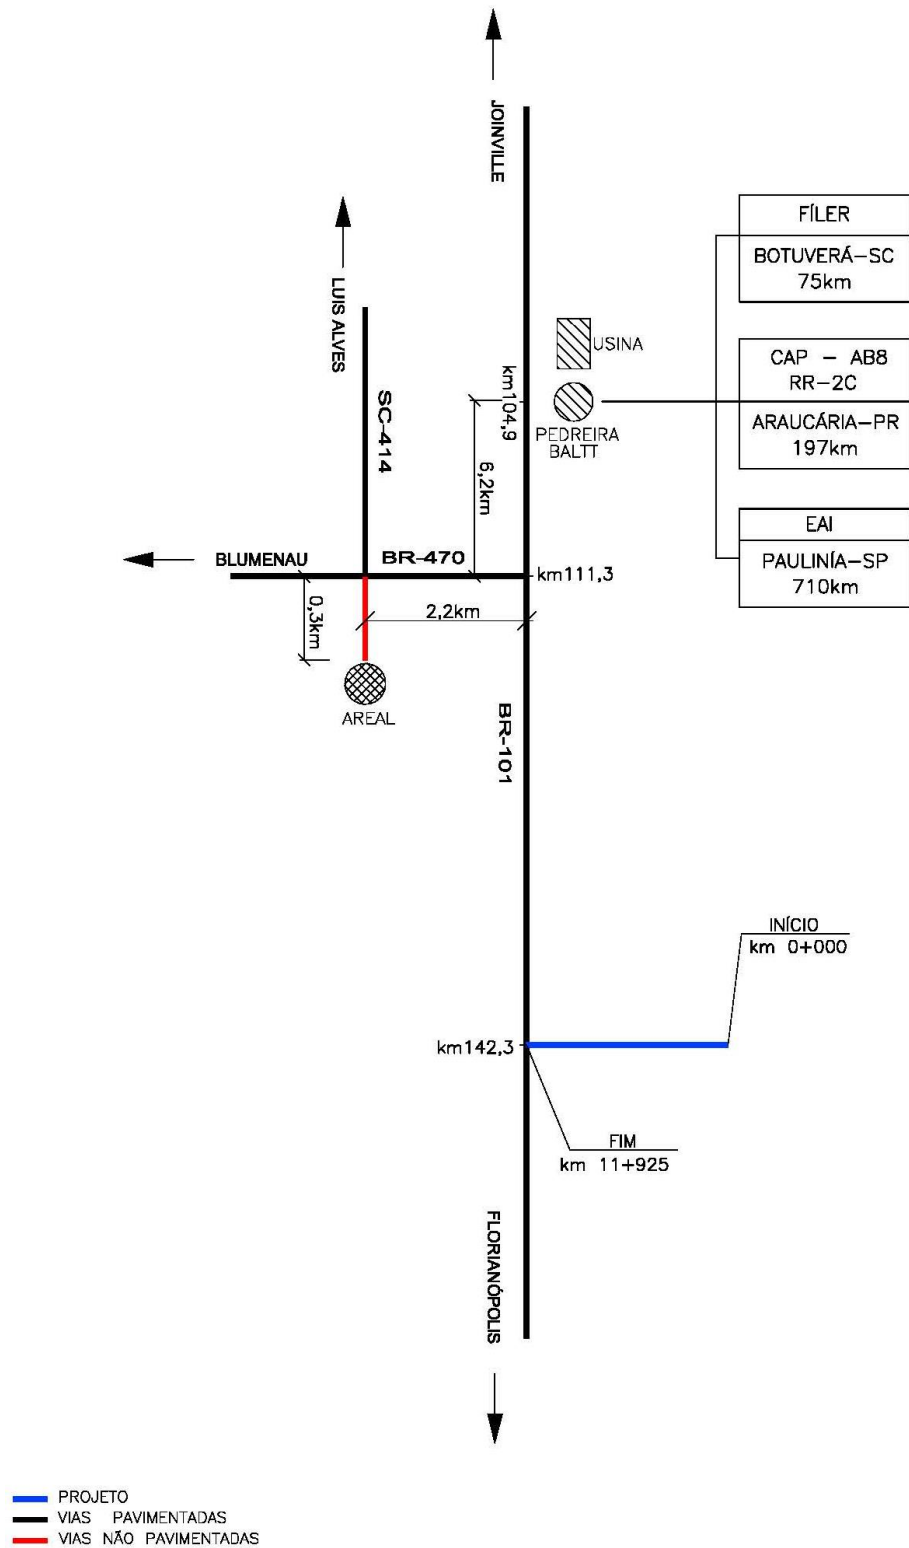 JOINVILLE
LUIS ALVES
SC-414
km104,9
6,2km
USINA
PEDREIRA
BALTT
FÍLER
BOTUVERÁ-SC
75km
CAP - AB8
RR-2C
ARAUCÁRIA-PR
197km
EAI
PAULINÍA-SP
710km
BLUMENAU
BR-470
km111,3
0,3km
2,2km
AREAL
BR-101
INÍCIO
km 0+000
km142,3
FIM
km 11+925
FLORIANÓPOLIS
PROJETO
VIAS PAVIMENTADAS
VIAS NÃO PAVIMENTADAS